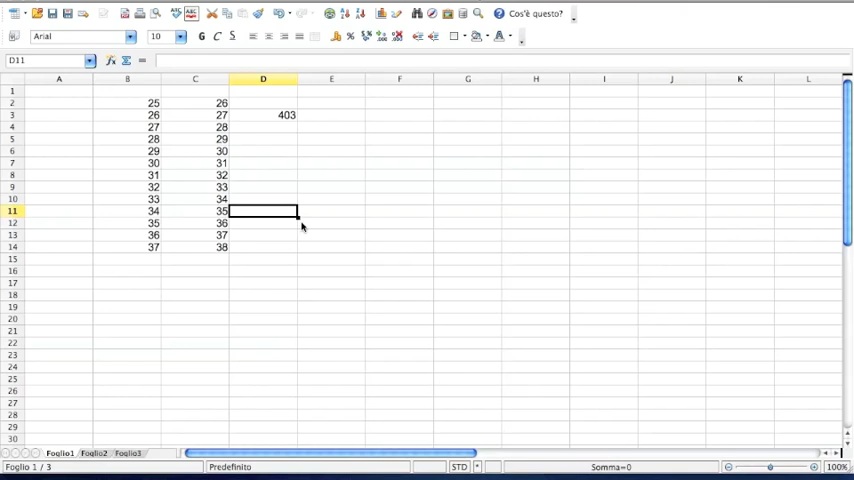 Cos'è questo?
Arial 10 G C S
D11
A B C D E F G H I J K L
1
2 25 26
3 26 27 403
4 27 28
5 28 29
6 29 30
7 30 31
8 31 32
9 32 33
10 33 34
11 34 35
12 35 36
13 36 37
14 37 38
15
16
17
18
19
20
21
22
23
24
25
26
27
28
29
30
Foglio1 Foglio2 Foglio3
Foglio 1 / 3 Predefinito STD * Somma=0 100%